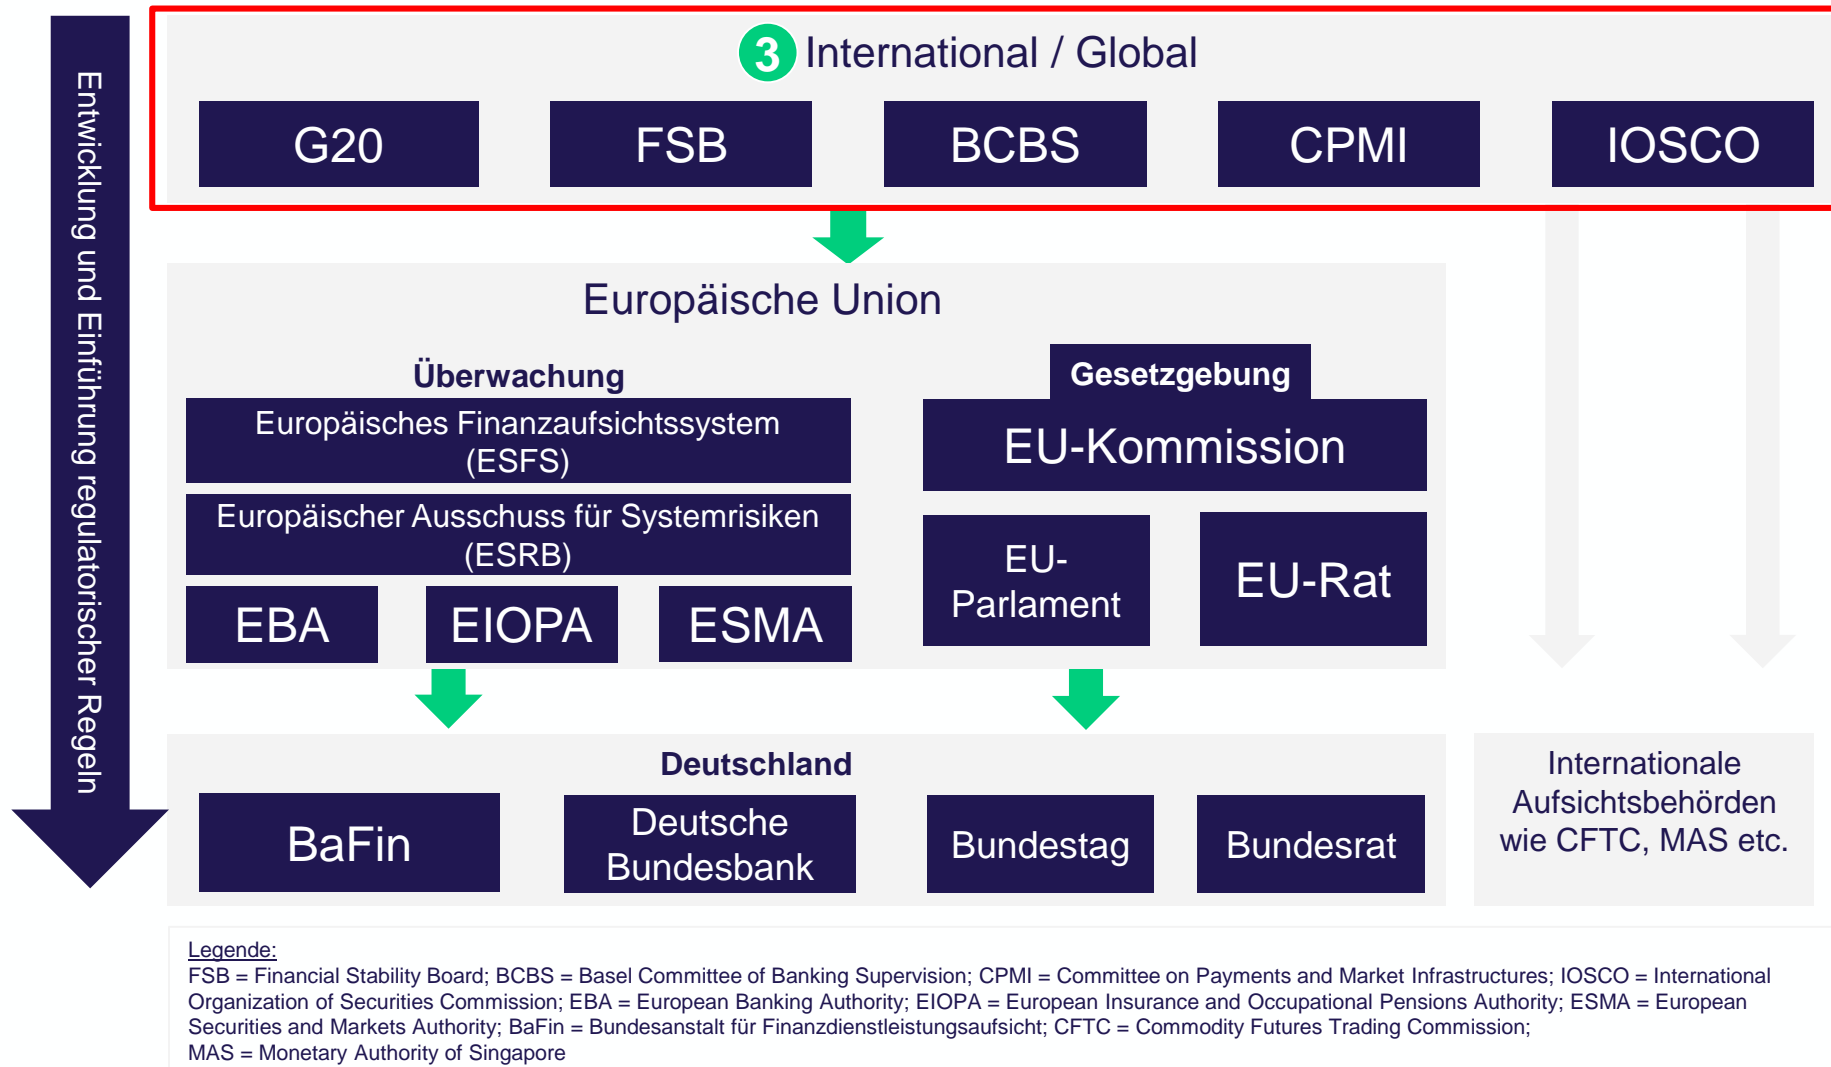 Entwicklung und Einführung regulatorischer Regeln
3 International / Global
G20
FSB
BCBS
CPMI
IOSCO
Europäische Union
Überwachung
Europäisches Finanzaufsichtssystem
(ESFS)
Europäischer Ausschuss für Systemrisiken
(ESRB)
EBA
EIOPA
ESMA
Gesetzgebung
EU-Kommission
EU-
Parlament
EU-Rat
Deutschland
BaFin
Deutsche
Bundesbank
Bundestag
Bundesrat
Internationale
Aufsichtsbehörden
wie CFTC, MAS etc.
Legende:
FSB = Financial Stability Board; BCBS = Basel Committee of Banking Supervision; CPMI = Committee on Payments and Market Infrastructures; IOSCO = International
Organization of Securities Commission; EBA = European Banking Authority; EIOPA = European Insurance and Occupational Pensions Authority; ESMA = European
Securities and Markets Authority; BaFin = Bundesanstalt für Finanzdienstleistungsaufsicht; CFTC = Commodity Futures Trading Commission;
MAS = Monetary Authority of Singapore